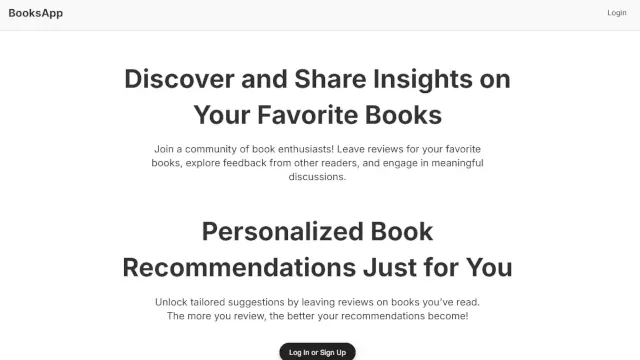 BooksApp
Login
Discover and Share Insights on
Your Favorite Books
Join a community of book enthusiasts! Leave reviews for your favorite
books, explore feedback from other readers, and engage in meaningful
discussions.
Personalized Book
Recommendations Just for You
Unlock tailored suggestions by leaving reviews on books you've read.
The more you review, the better your recommendations become!
Log In or Sign Up